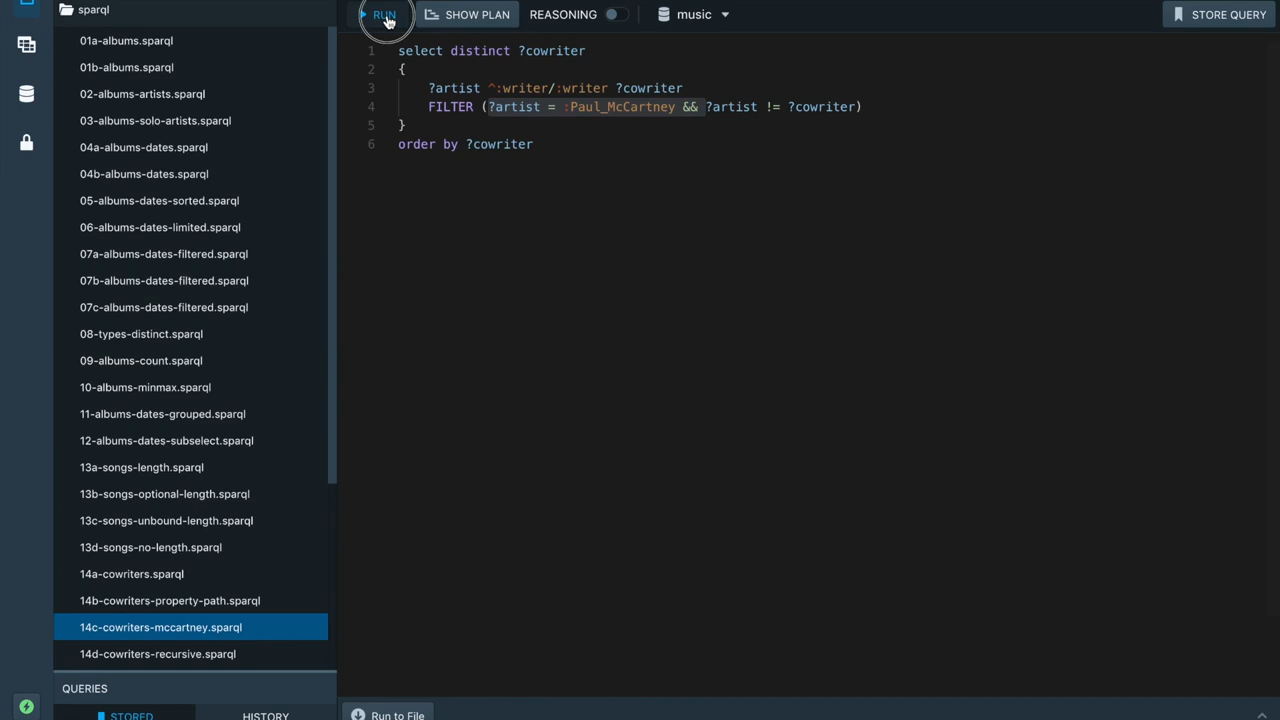 sparql
01a-albums.sparql
01b-albums.sparql
02-albums-artists.sparql
03-albums-solo-artists.sparql
04a-albums-dates.sparql
04b-albums-dates.sparql
05-albums-dates-sorted.sparql
06-albums-dates-limited.sparql
07a-albums-dates-filtered.sparql
07b-albums-dates-filtered.sparql
07c-albums-dates-filtered.sparql
08-types-distinct.sparql
09-albums-count.sparql
10-albums-minmax.sparql
11-albums-dates-grouped.sparql
12-albums-dates-subselect.sparql
13a-songs-length.sparql
13b-songs-optional-length.sparql
13c-songs-unbound-length.sparql
13d-songs-no-length.sparql
14a-cowriters.sparql
14b-cowriters-property-path.sparql
14c-cowriters-mccartney.sparql
14d-cowriters-recursive.sparql
QUERIES
STORED HISTORY
RUN SHOW PLAN REASONING music STORE QUERY
1 select distinct ?cowriter
2 {
3 ?artist ^:writer/:writer ?cowriter
4 FILTER (?artist = :Paul_McCartney && ?artist != ?cowriter)
5 }
6 order by ?cowriter
Run to File